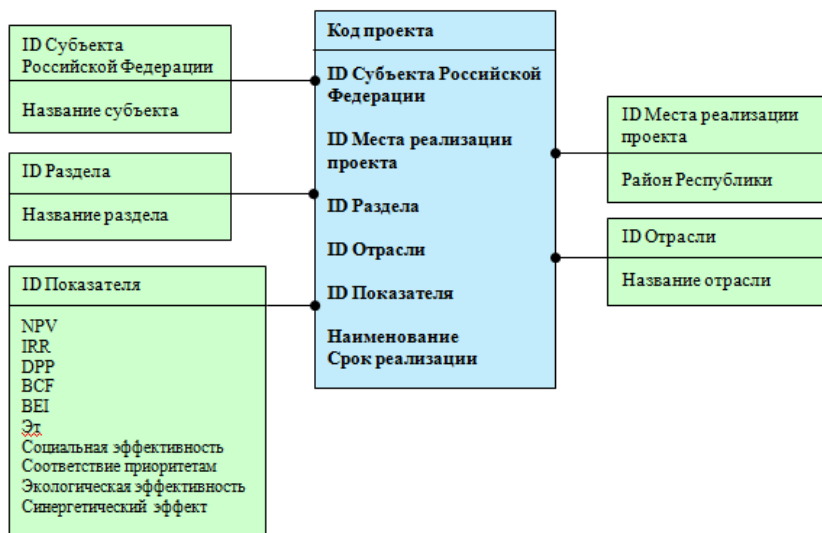 ID Субъекта
Российской Федерации
Название субъекта
ID Раздела
Название раздела
ID Показателя
NPV
IRR
DPP
BCF
BEI
Эт
Социальная эффективность
Соответствие приоритетам
Экологическая эффективность
Синергетический эффект
Код проекта
ID Субъекта Российской
Федерации
ID Места реализации
проекта
ID Раздела
ID Отрасли
ID Показателя
Наименование
Срок реализации
ID Места реализации
проекта
Район Республики
ID Отрасли
Название отрасли